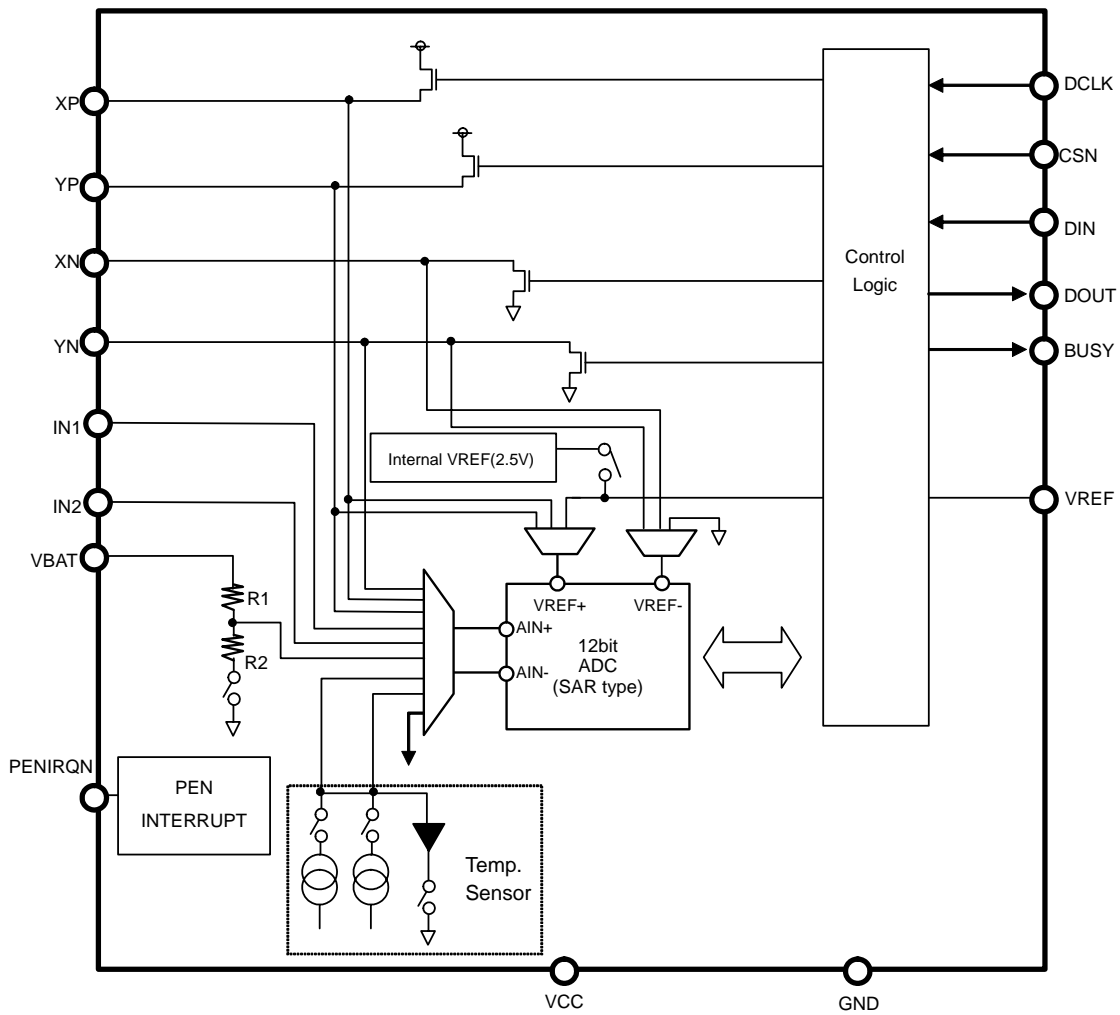 XP
YP
XN
YN
IN1
IN2
VBAT
PENIRQN
DCLK
CSN
DIN
DOUT
BUSY
VREF
Control
Logic
Internal VREF(2.5V)
R1
R2
VREF+
VREF-
AIN+
AIN-
12bit
ADC
(SAR type)
PEN
INTERRUPT
Temp.
Sensor
VCC
GND